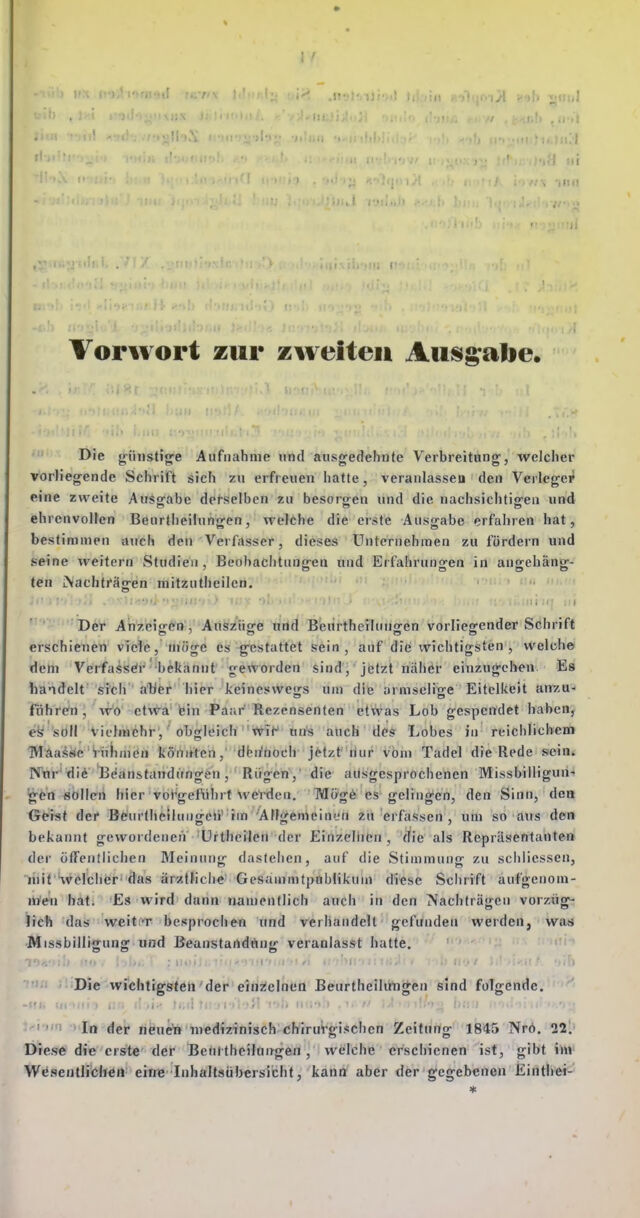 Vorwort zur zweiten Ausgabe.
Die günstige Aufnahme und ausgedehnte Verbreitung, welcher
vorliegende Schrift sich zu erfreuen hatte, veranlassen den Verleger
eine zweite Ausgabe derselben zu besorgen und die nachsichtigen und
ehrenvollen Beurtheilungen, welche die erste Ausgabe erfahren hat,
bestimmen auch den Verfasser, dieses Unternehmen zu fördern und
seine weitern Studien, Beobachtungen und Erfahrungen in angehäng-
ten Nachträgen mitzutheilen.
Der Anzeigen, Auszüge und Beurtheilungen vorliegender Schrift
erschienen viele, möge es gestattet sein, auf die wichtigsten, welche
dem Verfasser bekannt geworden sind, jetzt näher einzugehen. Es
handelt sich aber hier keineswegs um die armselige Eitelkeit anzu-
führen, wo etwa ein Paar Rezensenten etwas Lob gespendet haben,
es soll vielmehr, obgleich wir uns auch des Lobes in reichlichem
Maasse rühmen könnten, dennoch jetzt nur vom Tadel die Rede sein.
Nur die Beanstandungen, Rügen, die ausgesprochenen Missbilligun-
gen sollen hier vorgeführt werden. Möge es gelingen, den Sinn, den
Geist der Beurtheilungen im Allgemeinen zu erfassen, um so aus den
bekannt gewordenen Urtheilen der Einzelnen, die als Repräsentanten
der öffentlichen Meinung dastehen, auf die Stimmung zu schliessen,
mit welcher das ärztliche Gesammtpublikum diese Schrift aufgenom-
men hat. Es wird dann namentlich auch in den Nachträgen vorzüg-
lich das weiter besprochen und verhandelt gefunden werden, was
Missbilligung und Beanstandung veranlasst hatte.
Die wichtigsten der einzelnen Beurtheilungen sind folgende.
In der neuen medizinisch-chirurgischen Zeitung 1845 Nró. 22.
Diese die erste der Beurtheilungen, welche erschienen ist, gibt im
Wesentlichen eine Inhaltsübersicht, kann aber der gegebenen Einthei-
*